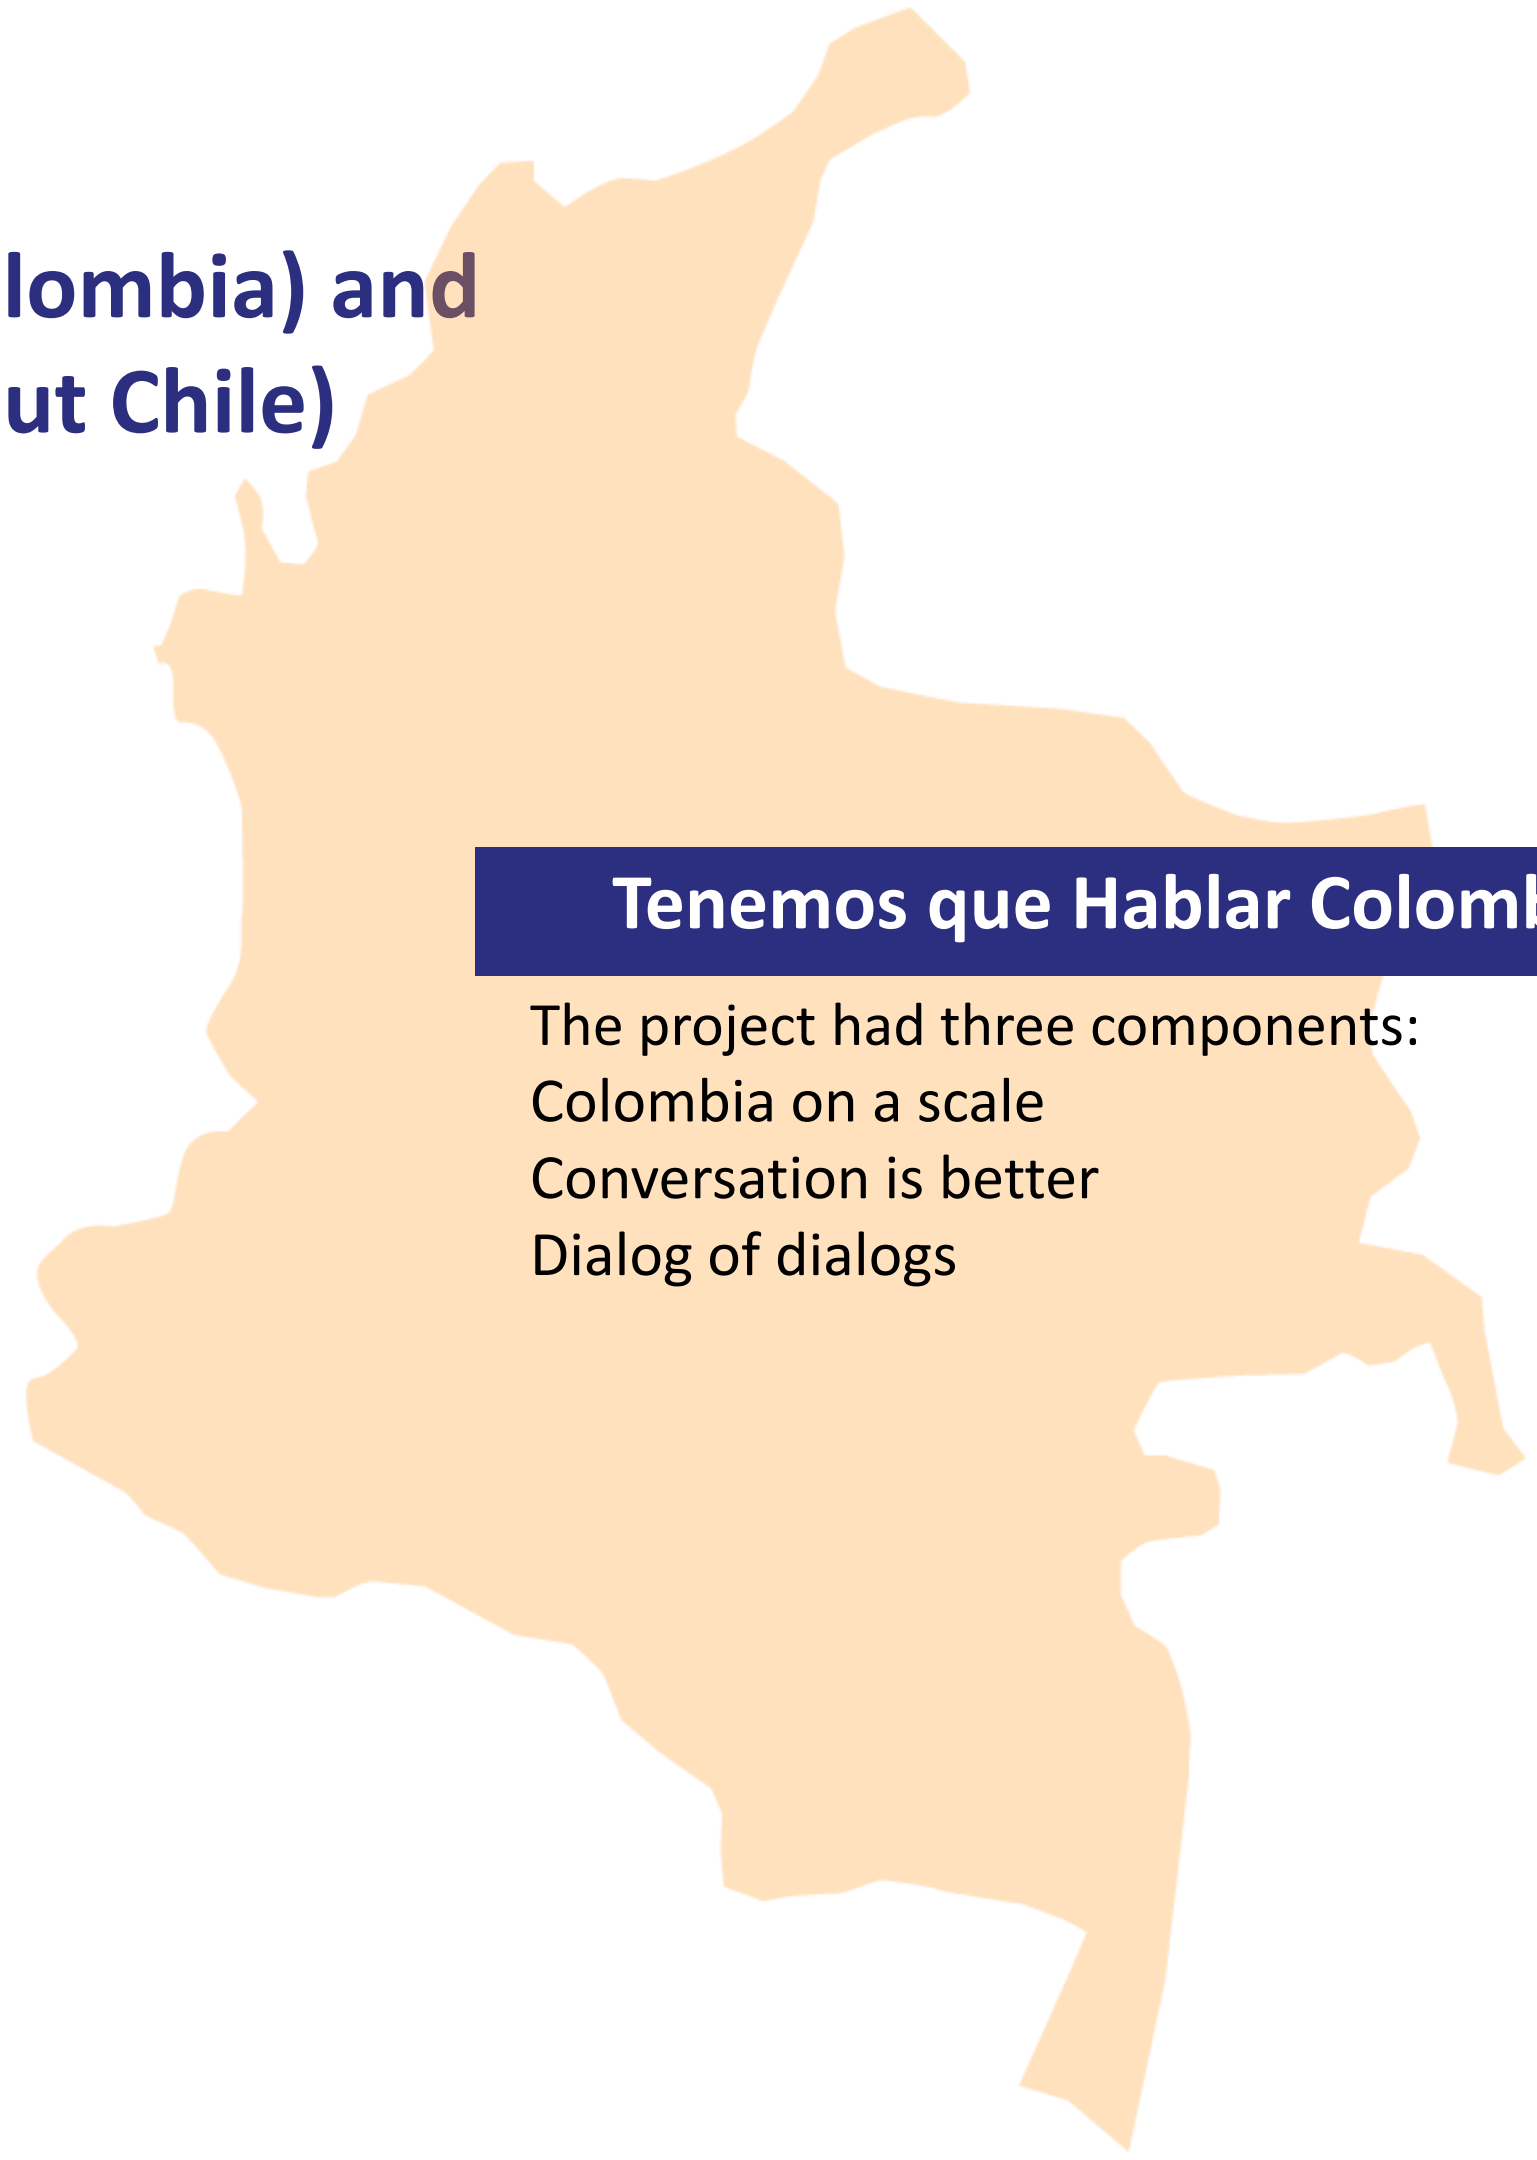 lombia) and
ut Chile)
Tenemos que Hablar Colomb
The project had three components:
Colombia on a scale
Conversation is better
Dialog of dialogs